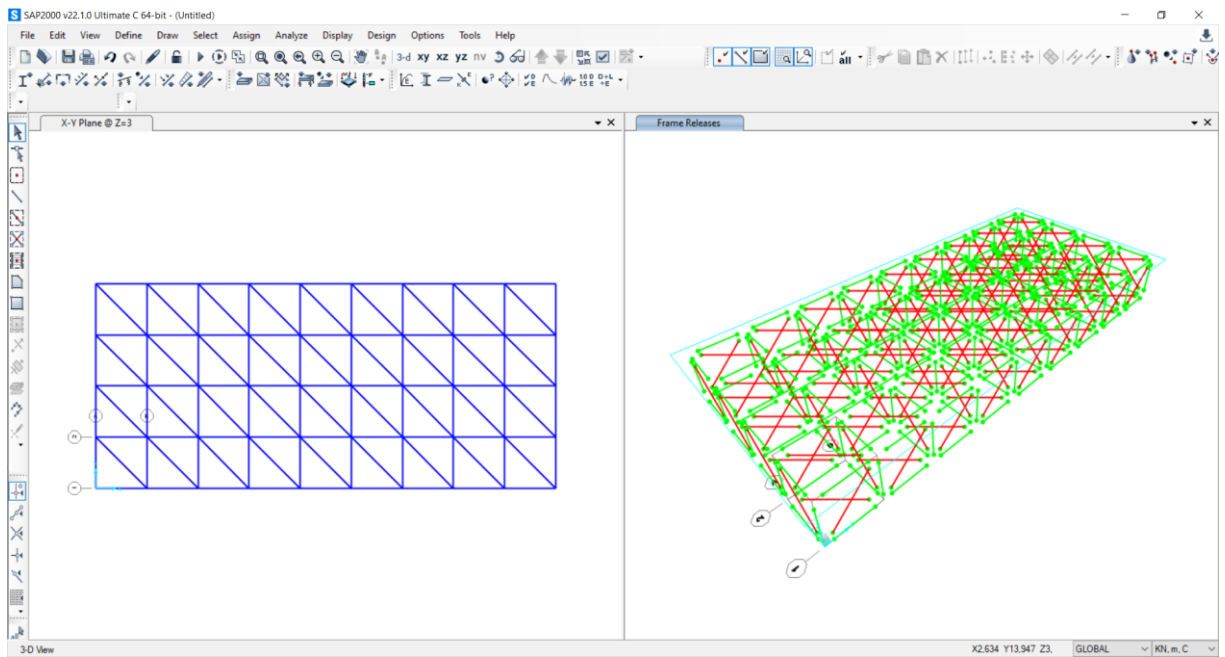 SAP2000 v22.1.0 Ultimate C 64-bit - (Untitled)
File Edit View Define Draw Select Assign Analyze Display Design Options Tools Help
3-d xy xz yz nv
all
X-Y Plane @ Z=3
Frame Releases
3-D View
X2,634 Y13,947 Z3,
GLOBAL
KN, m, C